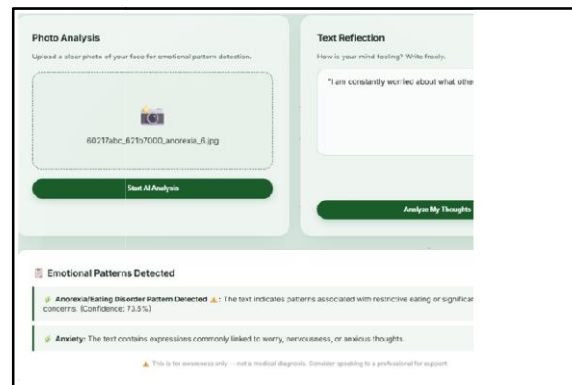 Photo Analysis
Upload a clear photo of your face for emotional pattern detection.
60217abc_621b7000_anorexia_6.jpg
Start AI Analysis
Text Reflection
How is your mind feeling? Write freely.
"I am constantly worried about what othe
Analyze My Thoughts
Emotional Patterns Detected
Anorexia/Eating Disorder Pattern Detected ⚠: The text indicates patterns associated with restrictive eating or significan
concerns. (Confidence: 73.5%)
Anxiety: The text contains expressions commonly linked to worry, nervousness, or anxious thoughts.
⚠ This is for awareness only — not a medical diagnosis. Consider speaking to a professional for support.